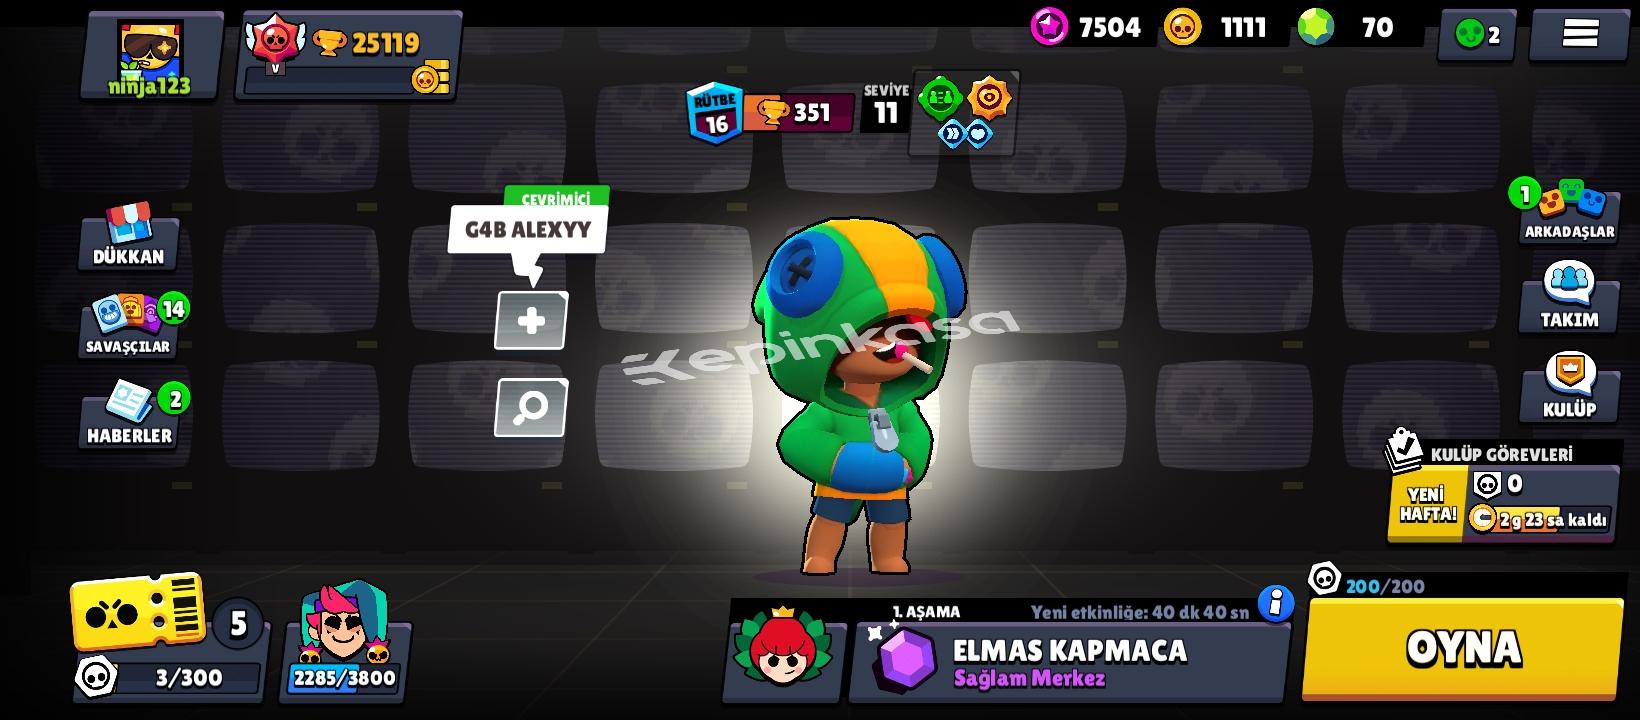 ninja123
V
25119
7504
1111
70
2
RÜTBE
16
351
SEVİYE
11
ÇEVRİMİÇİ
G4B ALEXYY
DÜKKAN
14
SAVAŞÇILAR
2
HABERLER
epinkasa
1
ARKADAŞLAR
TAKIM
KULÜP
KULÜP GÖREVLERİ
YENİ
HAFTA!
0
2 g 23 sa kaldı
5
3/300
2285/3800
1. AŞAMA
Yeni etkinliğe: 40 dk 40 sn
i
ELMAS KAPMACA
Sağlam Merkez
200/200
OYNA